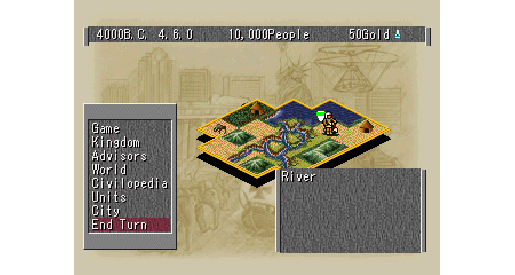 4000B.C. 4.6.0 10,000People 50Gold
Game
Kingdom
Advisors
World
Civilopedia
Units
City
End Turn
River